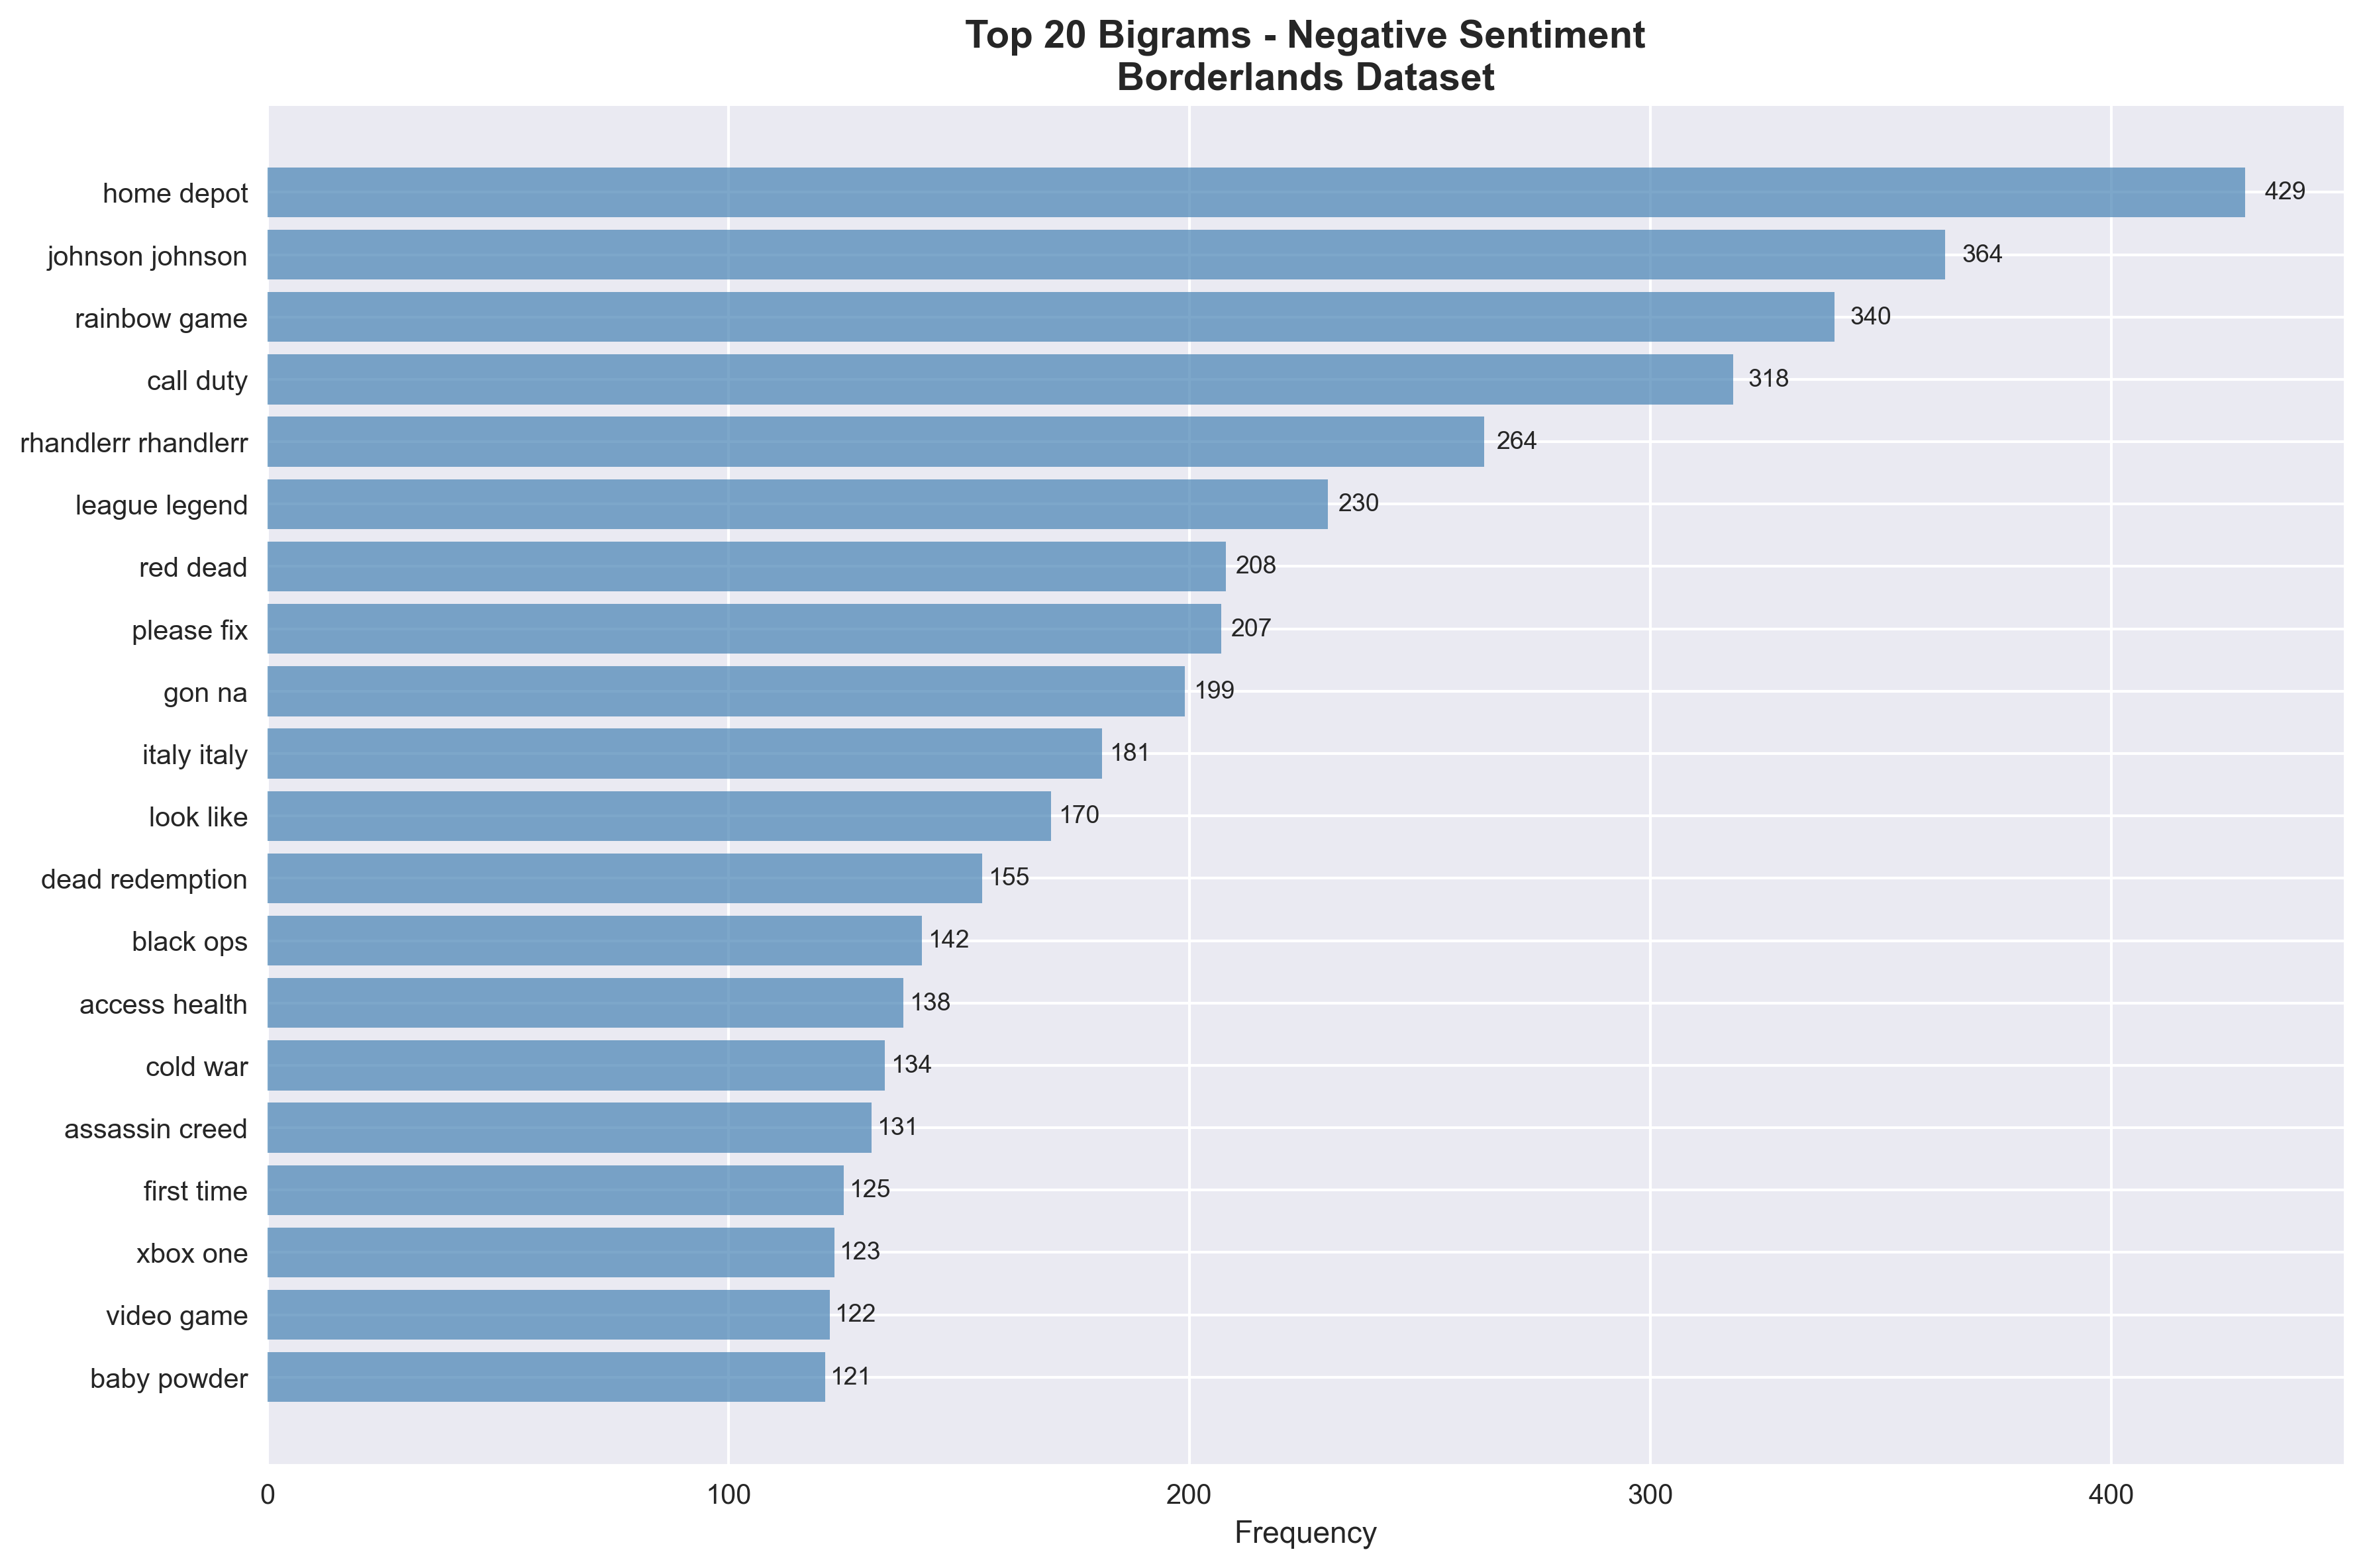 Top 20 Bigrams - Negative Sentiment
Borderlands Dataset
home depot 429
johnson johnson 364
rainbow game 340
call duty 318
rhandlerr rhandlerr 264
league legend 230
red dead 208
please fix 207
gon na 199
italy italy 181
look like 170
dead redemption 155
black ops 142
access health 138
cold war 134
assassin creed 131
first time 125
xbox one 123
video game 122
baby powder 121
0 100 200 300 400
Frequency